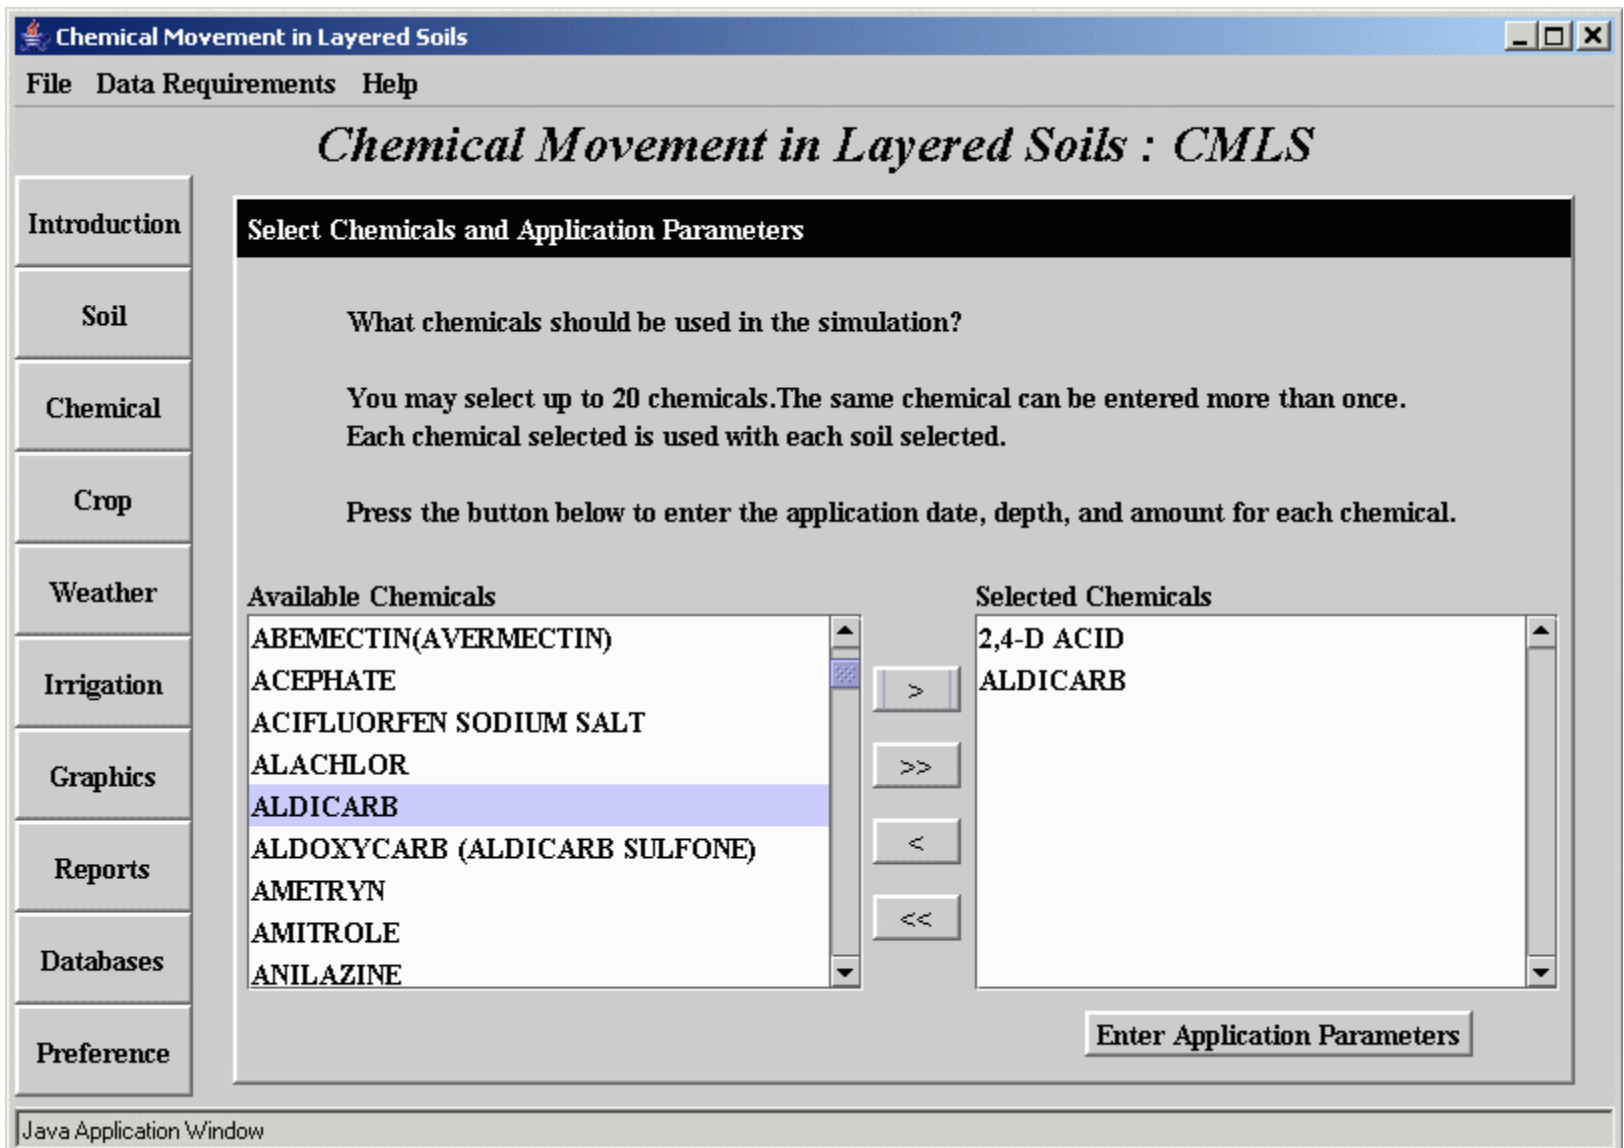 Chemical Movement in Layered Soils
File Data Requirements Help
Chemical Movement in Layered Soils : CMLS
Introduction
Soil
Chemical
Crop
Weather
Irrigation
Graphics
Reports
Databases
Preference
Select Chemicals and Application Parameters
What chemicals should be used in the simulation?
You may select up to 20 chemicals.The same chemical can be entered more than once.
Each chemical selected is used with each soil selected.
Press the button below to enter the application date, depth, and amount for each chemical.
Available Chemicals
ABEMECTIN(AVERMECTIN)
ACEPHATE
ACIFLUORFEN SODIUM SALT
ALACHLOR
ALDICARB
ALDOXYCARB (ALDICARB SULFONE)
AMETRYN
AMITROLE
ANILAZINE
>
>>
<
<<
Selected Chemicals
2,4-D ACID
ALDICARB
Enter Application Parameters
Java Application Window